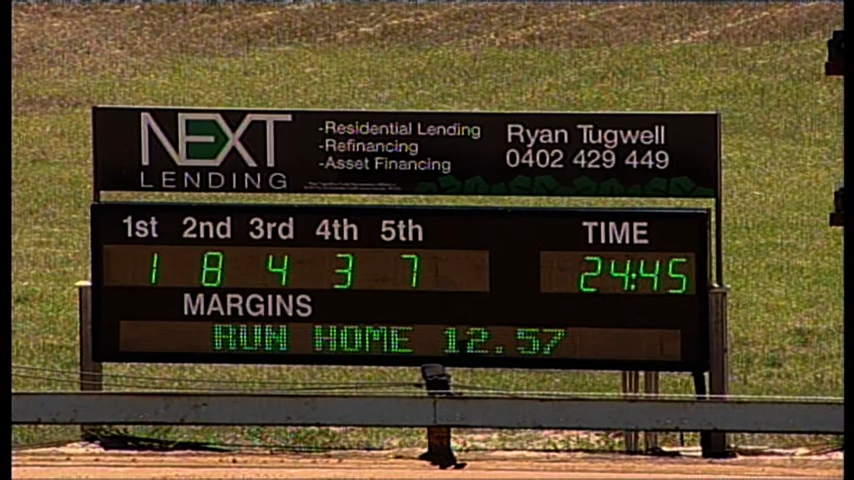 NEXT
LENDING
-Residential Lending
-Refinancing
-Asset Financing
Ryan Tugwell
0402 429 449
1st 2nd 3rd 4th 5th TIME
1 8 4 3 7 24:45
MARGINS
RUN HOME 12.57